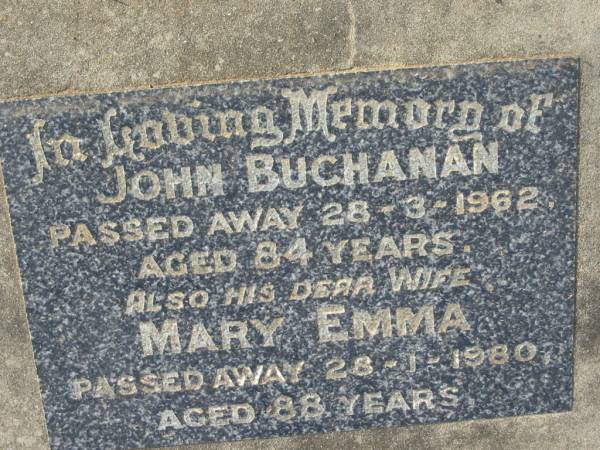 In Loving Memory of
JOHN BUCHANAN
PASSED AWAY 28-3-1962.
AGED 84 YEARS.
ALSO HIS DEAR WIFE.
MARY EMMA
PASSED AWAY 28-1-1980,
AGED 88 YEARS.